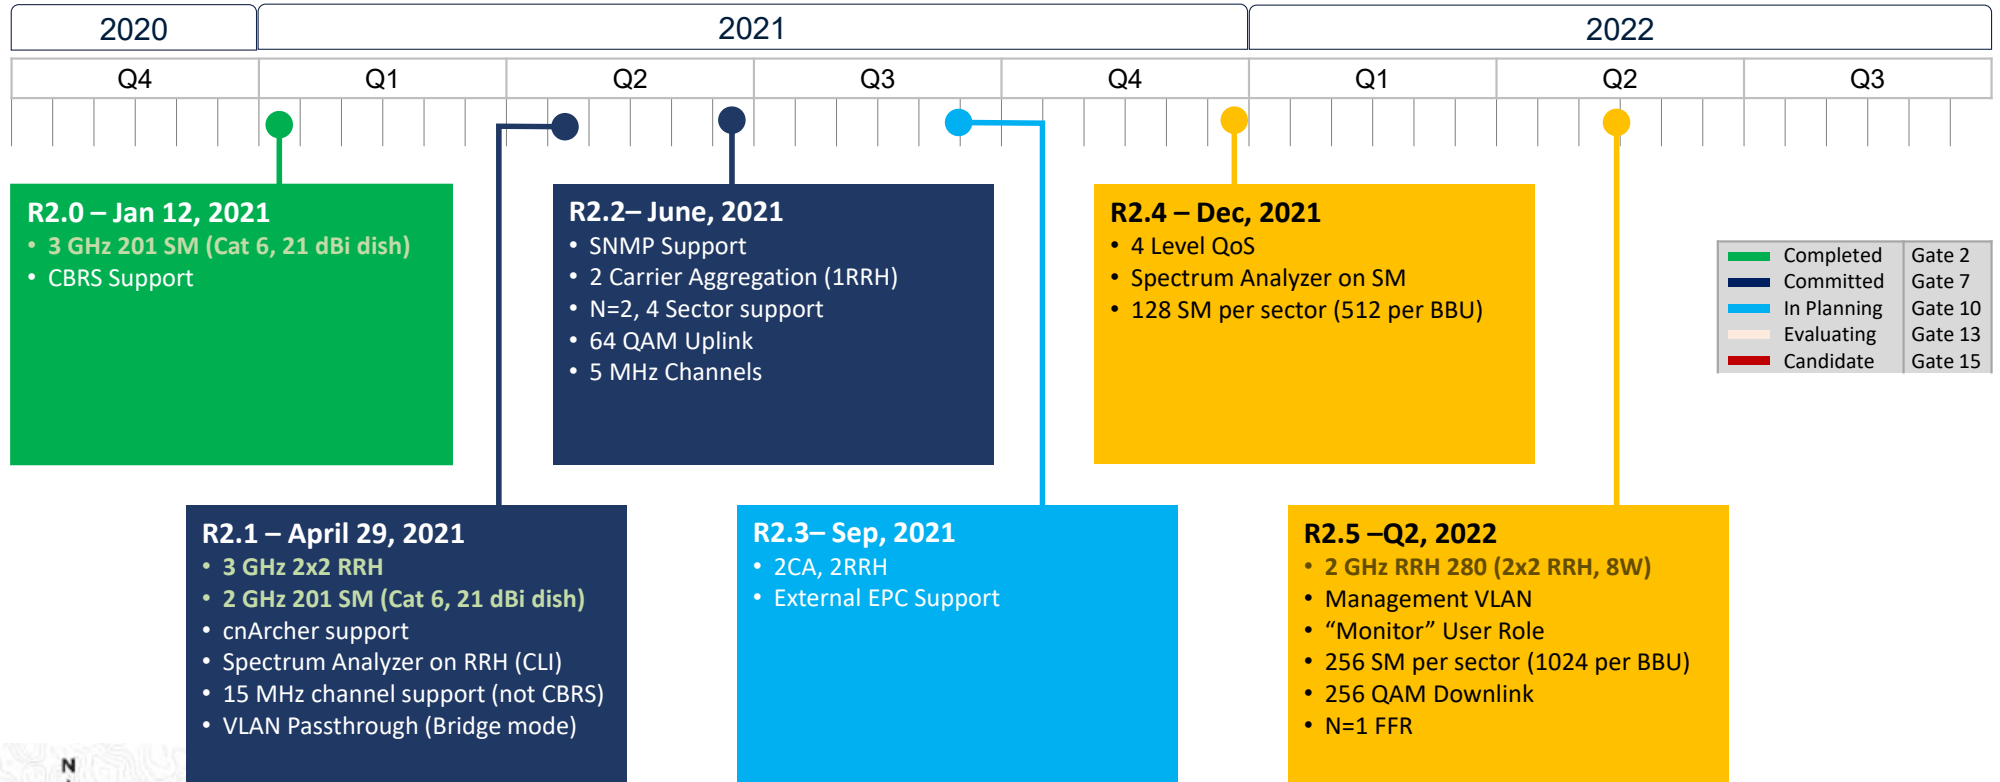 2020
2021
2022
Q4
Q1
Q2
Q3
Q4
Q1
Q2
Q3
R2.0 – Jan 12, 2021
• 3 GHz 201 SM (Cat 6, 21 dBi dish)
• CBRS Support
R2.2– June, 2021
• SNMP Support
• 2 Carrier Aggregation (1RRH)
• N=2, 4 Sector support
• 64 QAM Uplink
• 5 MHz Channels
R2.4 – Dec, 2021
• 4 Level QoS
• Spectrum Analyzer on SM
• 128 SM per sector (512 per BBU)
Completed Gate 2
Committed Gate 7
In Planning Gate 10
Evaluating Gate 13
Candidate Gate 15
R2.1 – April 29, 2021
• 3 GHz 2x2 RRH
• 2 GHz 201 SM (Cat 6, 21 dBi dish)
• cnArcher support
• Spectrum Analyzer on RRH (CLI)
• 15 MHz channel support (not CBRS)
• VLAN Passthrough (Bridge mode)
R2.3– Sep, 2021
• 2CA, 2RRH
• External EPC Support
R2.5 –Q2, 2022
• 2 GHz RRH 280 (2x2 RRH, 8W)
• Management VLAN
• “Monitor” User Role
• 256 SM per sector (1024 per BBU)
• 256 QAM Downlink
• N=1 FFR
N